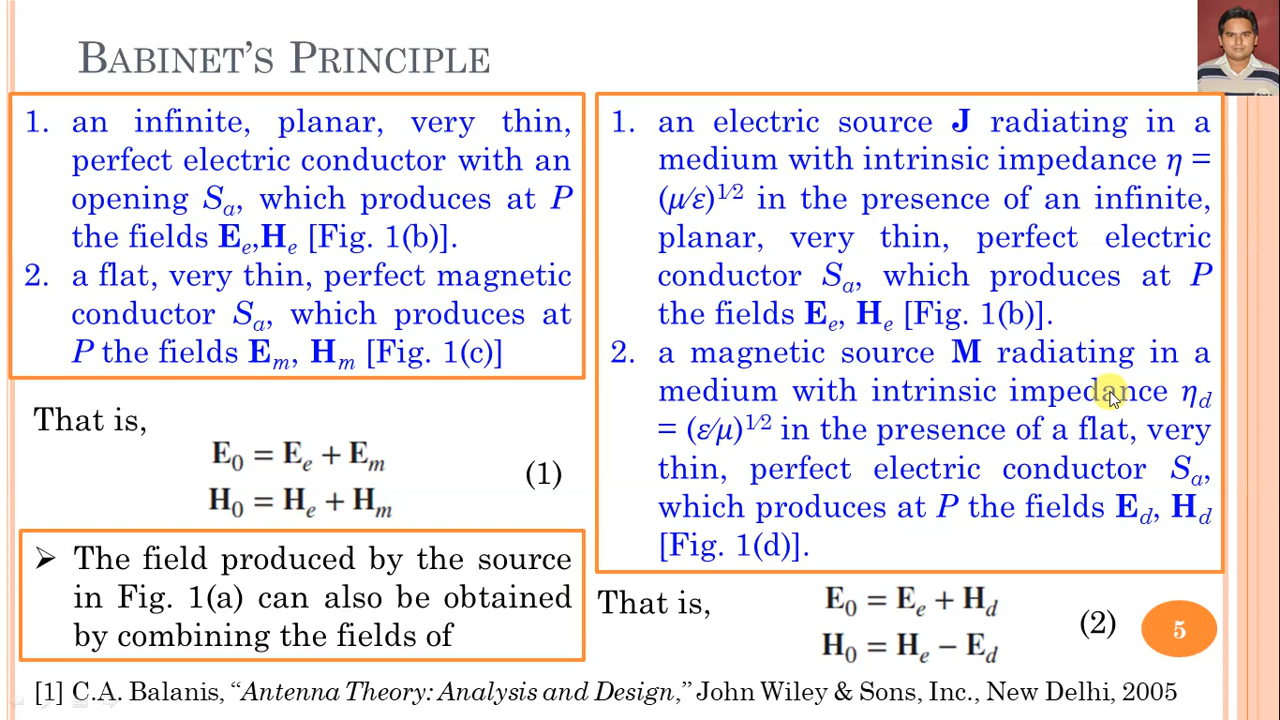 BABINET'S PRINCIPLE
1. an infinite, planar, very thin,
perfect electric conductor with an
opening Sₐ, which produces at P
the fields Eₑ,Hₑ [Fig. 1(b)].
2. a flat, very thin, perfect magnetic
conductor Sₐ, which produces at
P the fields Eₘ, Hₘ [Fig. 1(c)]
That is,
E₀ = Eₑ + Eₘ
(1)
H₀ = Hₑ + Hₘ
➢ The field produced by the source
in Fig. 1(a) can also be obtained
by combining the fields of
1. an electric source J radiating in a
medium with intrinsic impedance η =
(μ∕ε)^1∕2 in the presence of an infinite,
planar, very thin, perfect electric
conductor Sₐ, which produces at P
the fields Eₑ, Hₑ [Fig. 1(b)].
2. a magnetic source M radiating in a
medium with intrinsic impedance η_d
= (ε∕μ)^1∕2 in the presence of a flat, very
thin, perfect electric conductor Sₐ,
which produces at P the fields E_d, H_d
[Fig. 1(d)].
That is,
E₀ = Eₑ + H_d
(2)
H₀ = Hₑ − E_d
5
[1] C.A. Balanis, “Antenna Theory: Analysis and Design,” John Wiley & Sons, Inc., New Delhi, 2005